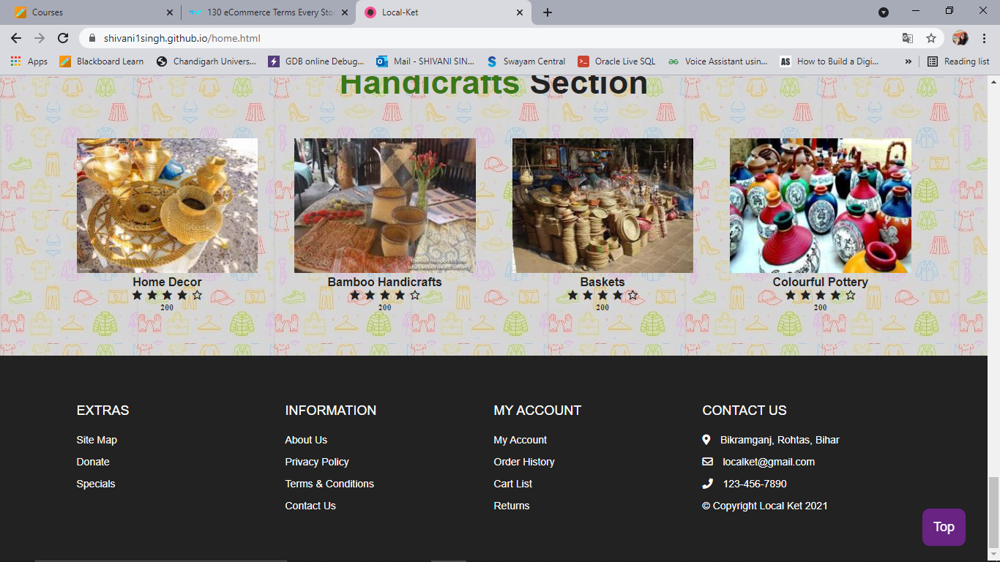 Courses
130 eCommerce Terms Every Sto
Local-Ket
shivani1singh.github.io/home.html
Apps
Blackboard Learn
Chandigarh Univers...
GDB online Debug...
Mail - SHIVANI SIN...
Swayam Central
Oracle Live SQL
Voice Assistant usin...
AS
How to Build a Digi...
»
Reading list
Handicrafts Section
theborneopost.com
Home Decor
Bamboo Handicrafts
Baskets
Colourful Pottery
200
200
200
200
EXTRAS
Site Map
Donate
Specials
INFORMATION
About Us
Privacy Policy
Terms & Conditions
Contact Us
MY ACCOUNT
My Account
Order History
Cart List
Returns
CONTACT US
Bikramganj, Rohtas, Bihar
localket@gmail.com
123-456-7890
© Copyright Local Ket 2021
Top